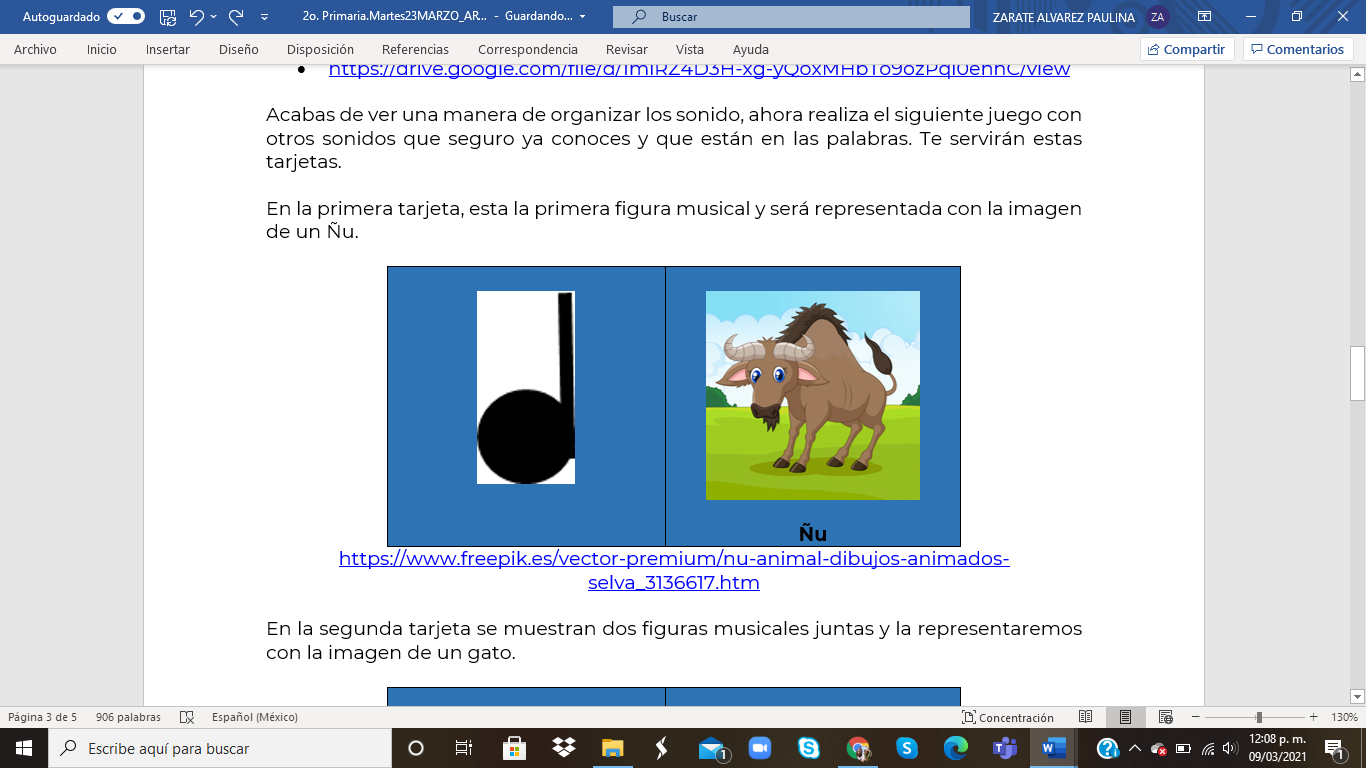 Autoguardado
2o. Primaria.Martes23MARZO_AR... - Guardando...
Buscar
ZARATE ALVAREZ PAULINA
ZA
Archivo Inicio Insertar Diseño Disposición Referencias Correspondencia Revisar Vista Ayuda
Compartir
Comentarios
Acabas de ver una manera de organizar los sonido, ahora realiza el siguiente juego con
otros sonidos que seguro ya conoces y que están en las palabras. Te servirán estas
tarjetas.
En la primera tarjeta, esta la primera figura musical y será representada con la imagen
de un Ñu.
Ñu
https://www.freepik.es/vector-premium/nu-animal-dibujos-animados-
selva_3136617.htm
En la segunda tarjeta se muestran dos figuras musicales juntas y la representaremos
con la imagen de un gato.
Página 3 de 5 906 palabras Español (México)
Concentración
130%
Escribe aquí para buscar
1
12:08 p. m.
09/03/2021
1